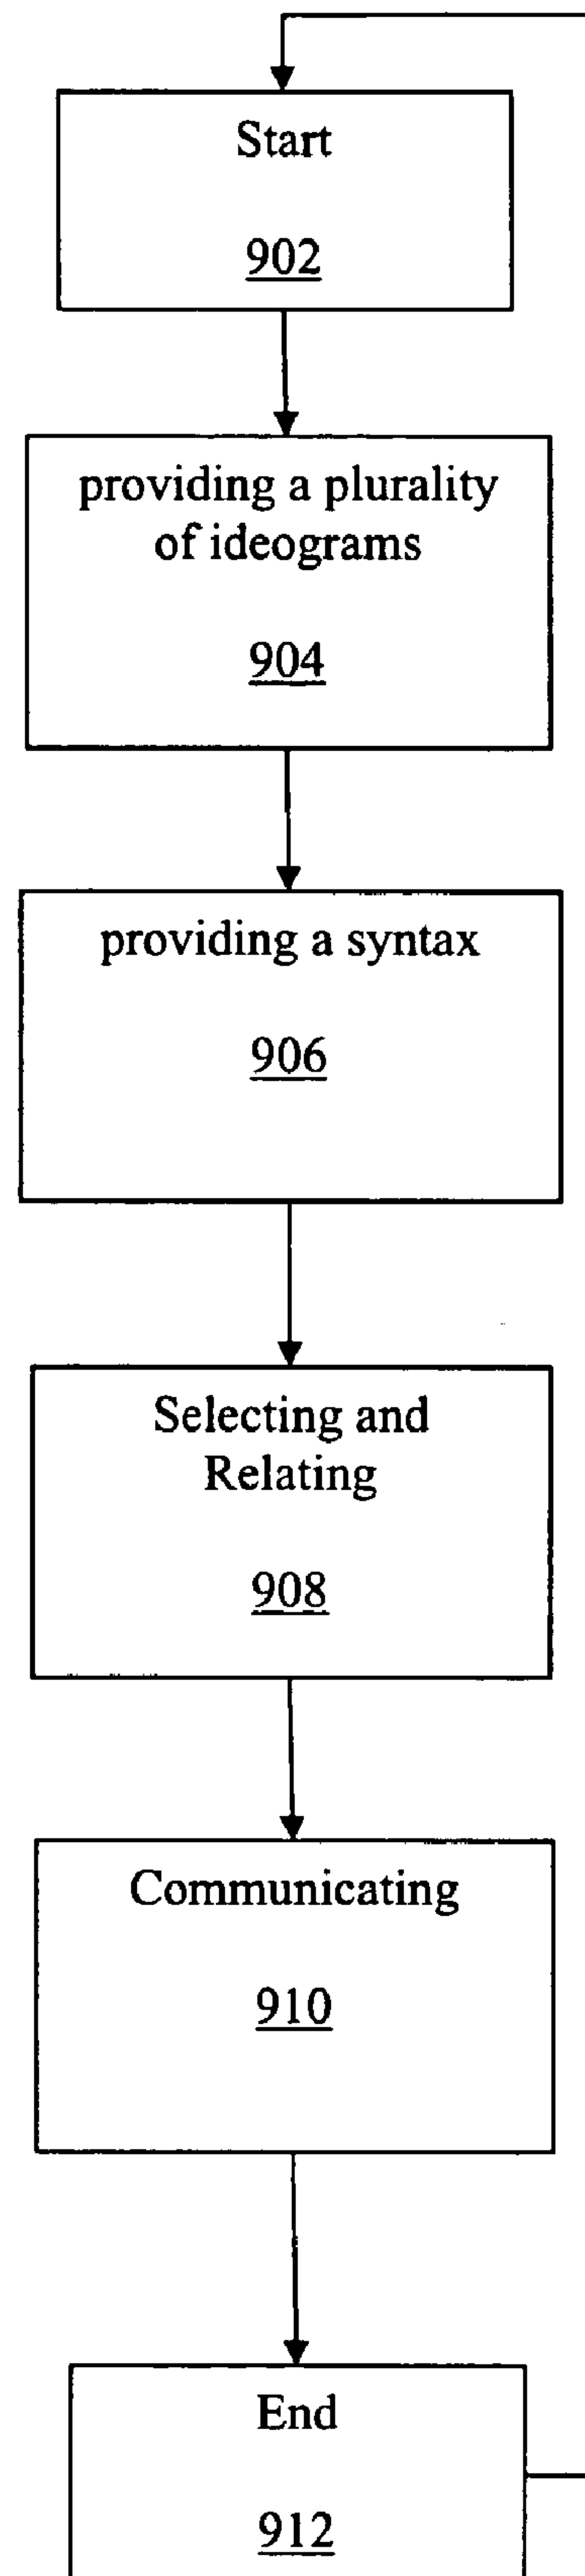 Start
902
providing a plurality
of ideograms
904
providing a syntax
906
Selecting and
Relating
908
Communicating
910
End
912